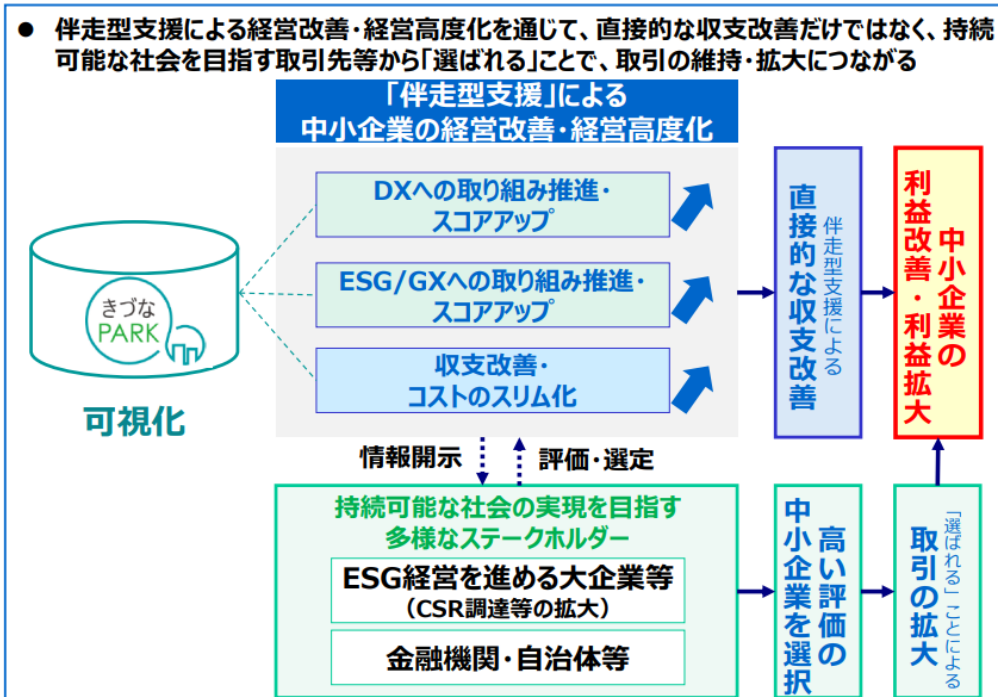 ● 伴走型支援による経営改善・経営高度化を通じて、直接的な収支改善だけではなく、持続
可能な社会を目指す取引先等から「選ばれる」ことで、取引の維持・拡大につながる
「伴走型支援」による
中小企業の経営改善・経営高度化
きづな
PARK
可視化
DXへの取り組み推進・
スコアアップ
ESG/GXへの取り組み推進・
スコアアップ
収支改善・
コストのスリム化
伴走型支援による
直接的な収支改善
中小企業の
利益改善・利益拡大
情報開示
評価・選定
持続可能な社会の実現を目指す
多様なステークホルダー
ESG経営を進める大企業等
（CSR調達等の拡大）
金融機関・自治体等
高い評価の
中小企業を選択
「選ばれる」ことによる
取引の拡大